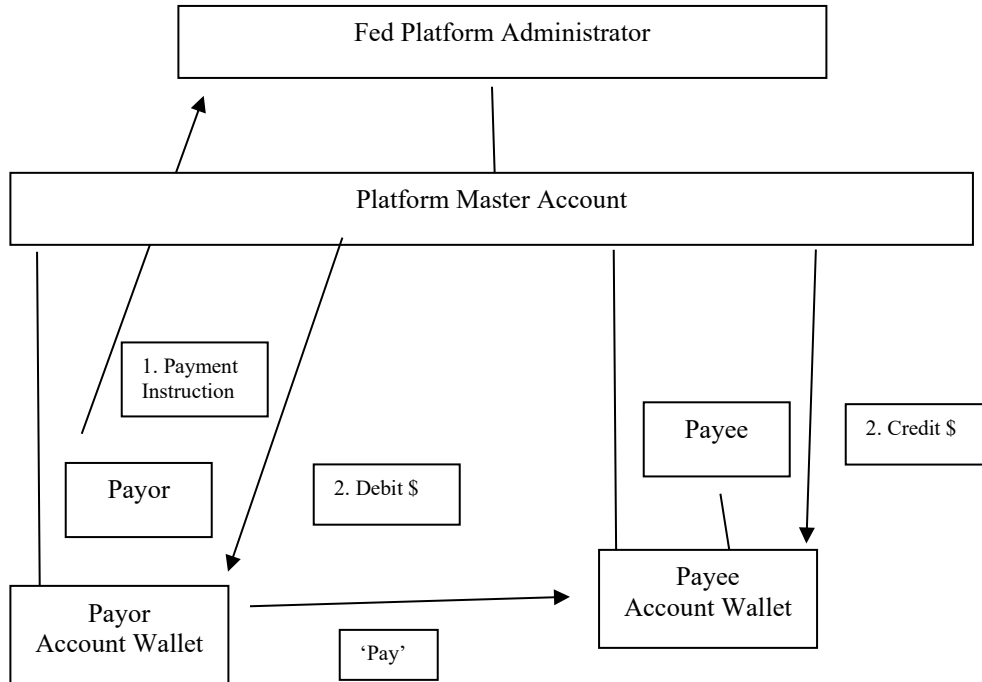 Fed Platform Administrator
Platform Master Account
1. Payment
Instruction
Payee
2. Credit $
Payor
2. Debit $
Payee
Account Wallet
Payor
Account Wallet
‘Pay’